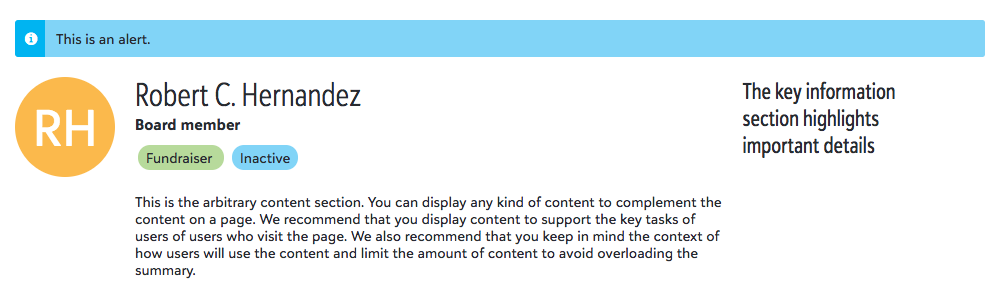 This is an alert.
RH
Robert C. Hernandez
Board member
Fundraiser
Inactive
This is the arbitrary content section. You can display any kind of content to complement the
content on a page. We recommend that you display content to support the key tasks of
users of users who visit the page. We also recommend that you keep in mind the context of
how users will use the content and limit the amount of content to avoid overloading the
summary.
The key information
section highlights
important details